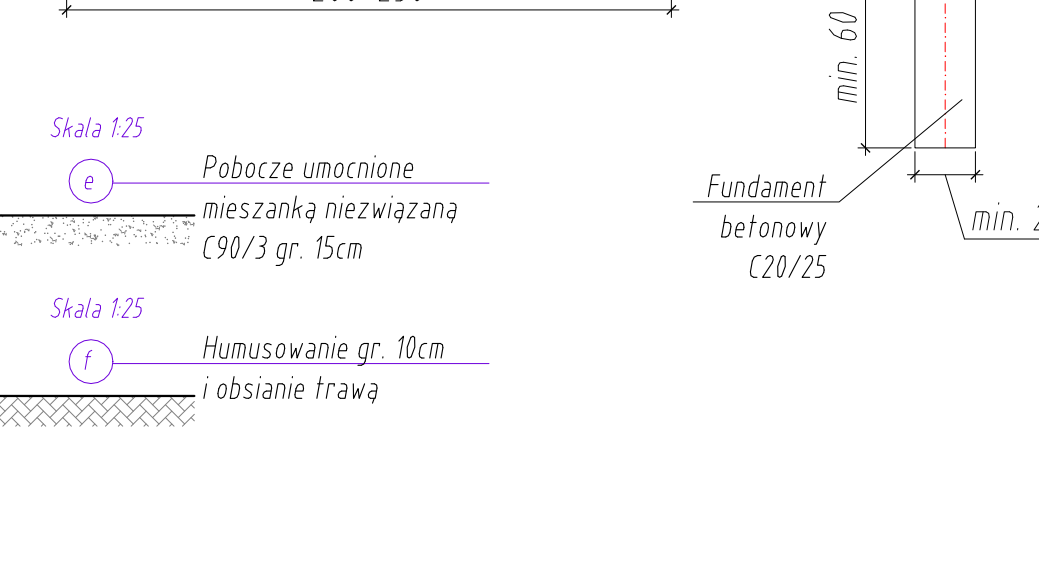 min. 60
Skala 1:25
e
Pobocze umocnione
mieszanką niezwiązaną
C90/3 gr. 15cm
Fundament
betonowy
C20/25
min.
Skala 1:25
f
Humusowanie gr. 10cm
i obsianie trawą